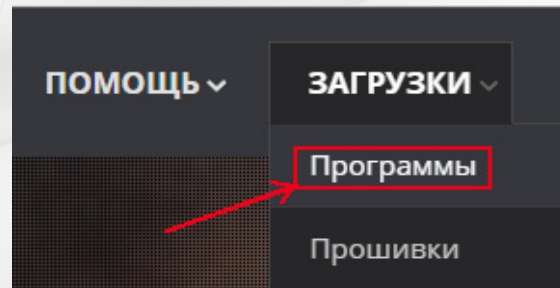 ПОМОЩЬ ЗАГРУЗКИ
Программы
Прошивки